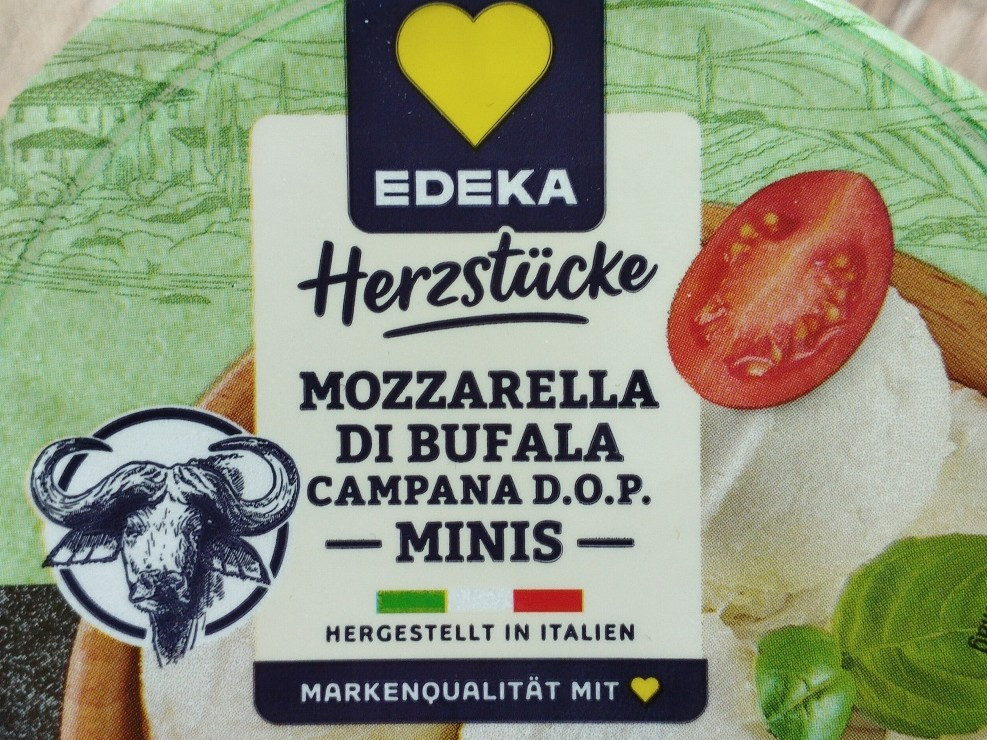 EDEKA
Herzstücke
MOZZARELLA
DI BUFALA
CAMPANA D.O.P.
MINIS
HERGESTELLT IN ITALIEN
MARKENQUALITÄT MIT